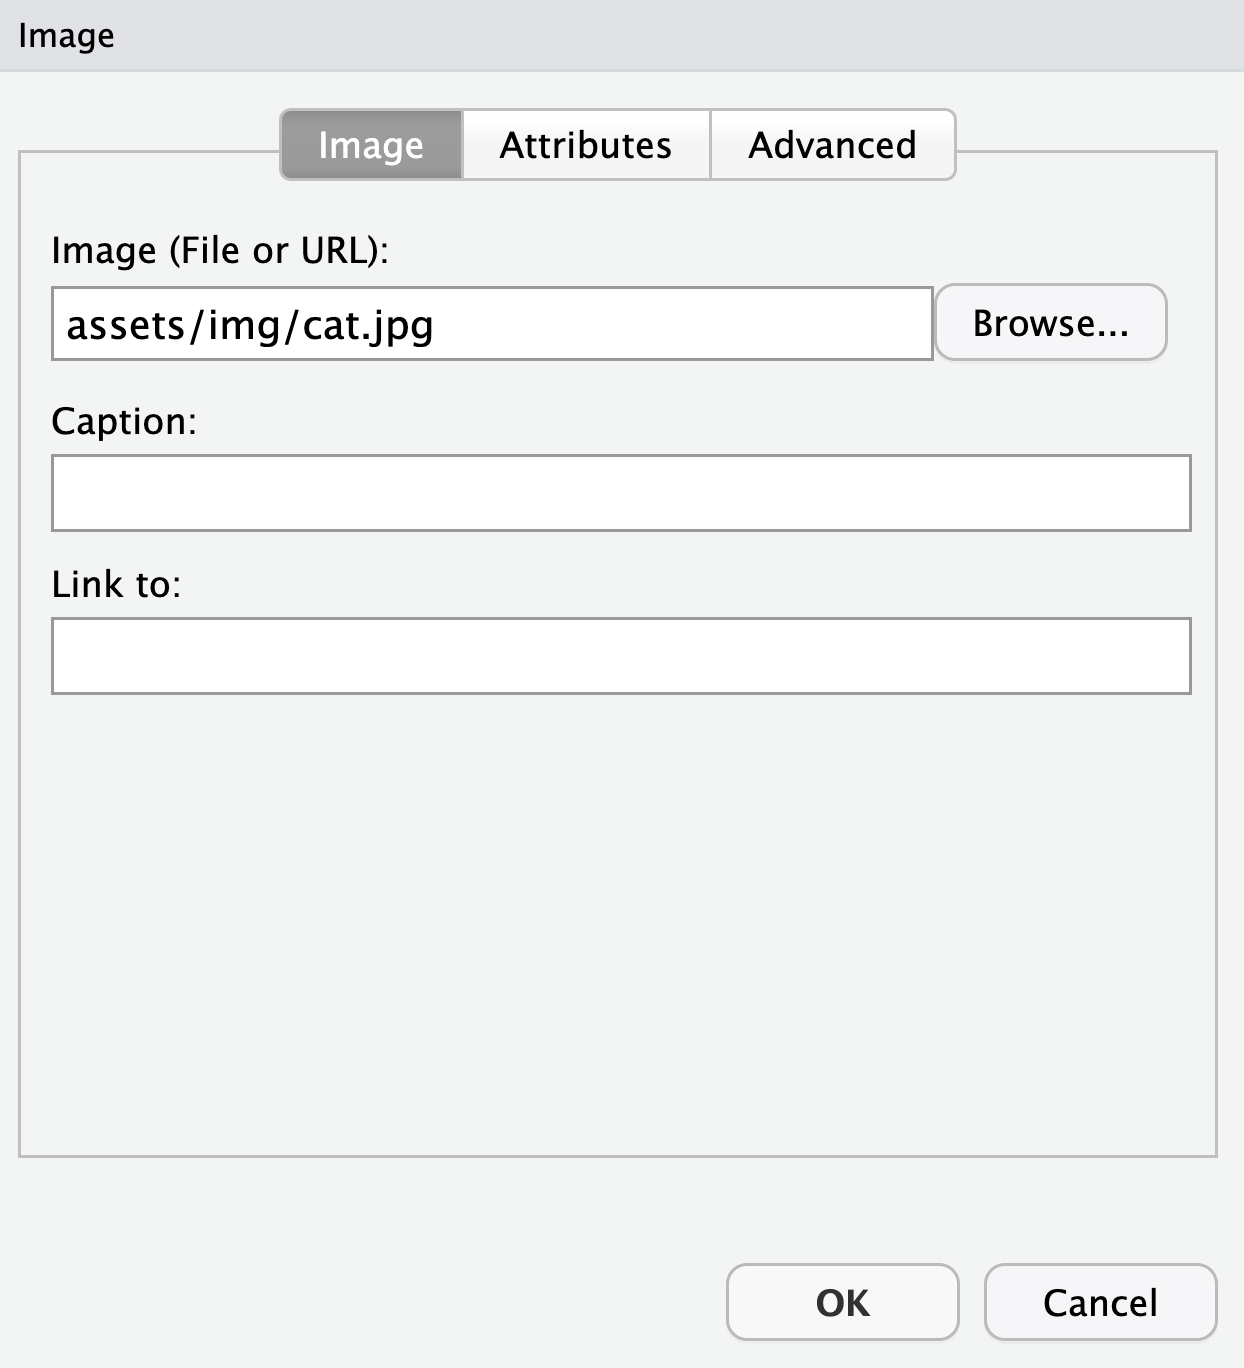 Image
Image Attributes Advanced
Image (File or URL):
assets/img/cat.jpg Browse...
Caption:
Link to:
OK Cancel